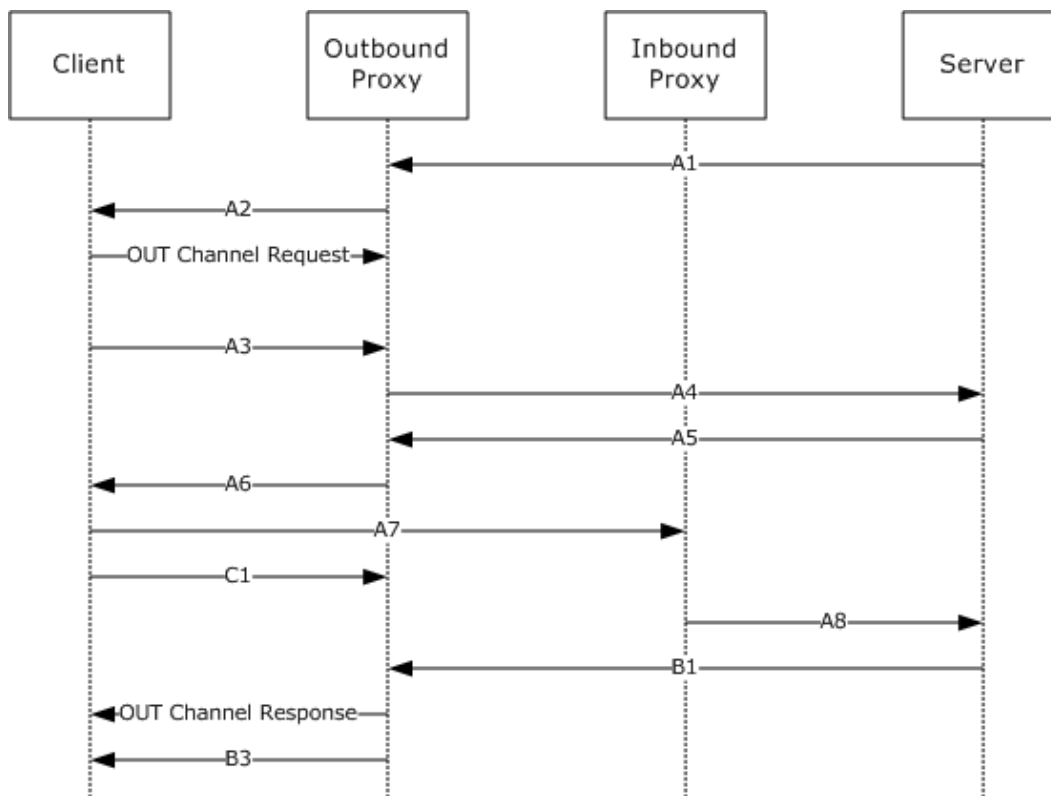 Client
Outbound
Proxy
Inbound
Proxy
Server
A1
A2
OUT Channel Request
A3
A4
A5
A6
A7
C1
A8
B1
OUT Channel Response
B3